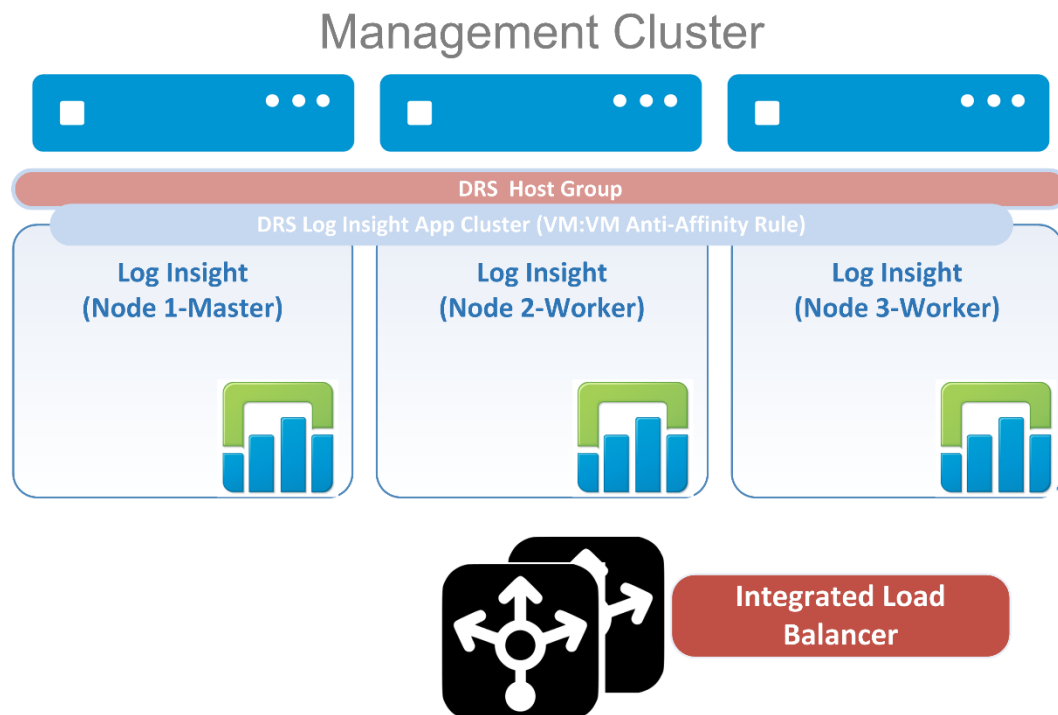 Management Cluster
DRS  Host Group
DRS Log Insight App Cluster (VM:VM Anti-Affinity Rule)
Log Insight
(Node 1-Master)
Log Insight
(Node 2-Worker)
Log Insight
(Node 3-Worker)
Integrated Load
Balancer